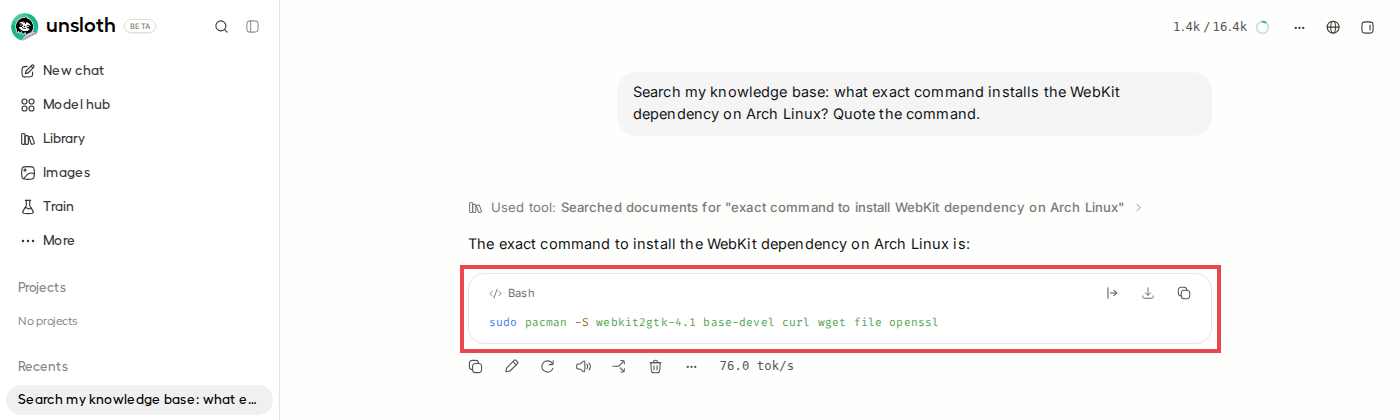 unsloth BETA
New chat
Model hub
Library
Images
Train
More
Projects
No projects
Recents
Search my knowledge base: what e...
1.4k / 16.4k
Search my knowledge base: what exact command installs the WebKit
dependency on Arch Linux? Quote the command.
Used tool: Searched documents for "exact command to install WebKit dependency on Arch Linux"
The exact command to install the WebKit dependency on Arch Linux is:
Bash
sudo pacman -S webkit2gtk-4.1 base-devel curl wget file openssl
76.0 tok/s